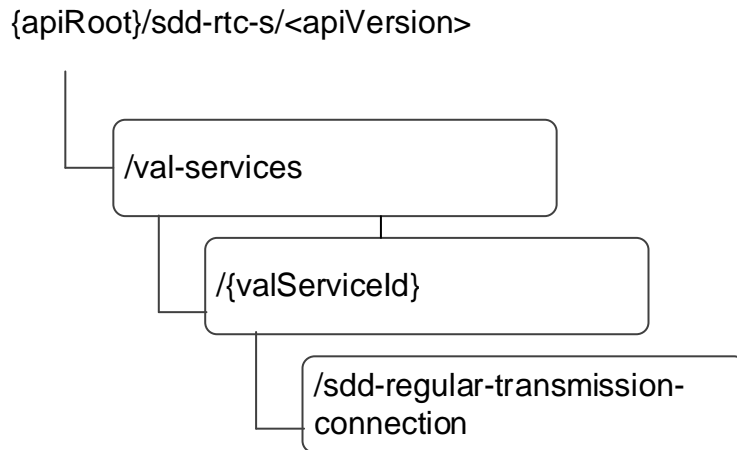 {apiRoot}/sdd-rtc-s/<apiVersion>
/val-services
/{valServiceId}
/sdd-regular-transmission-
connection